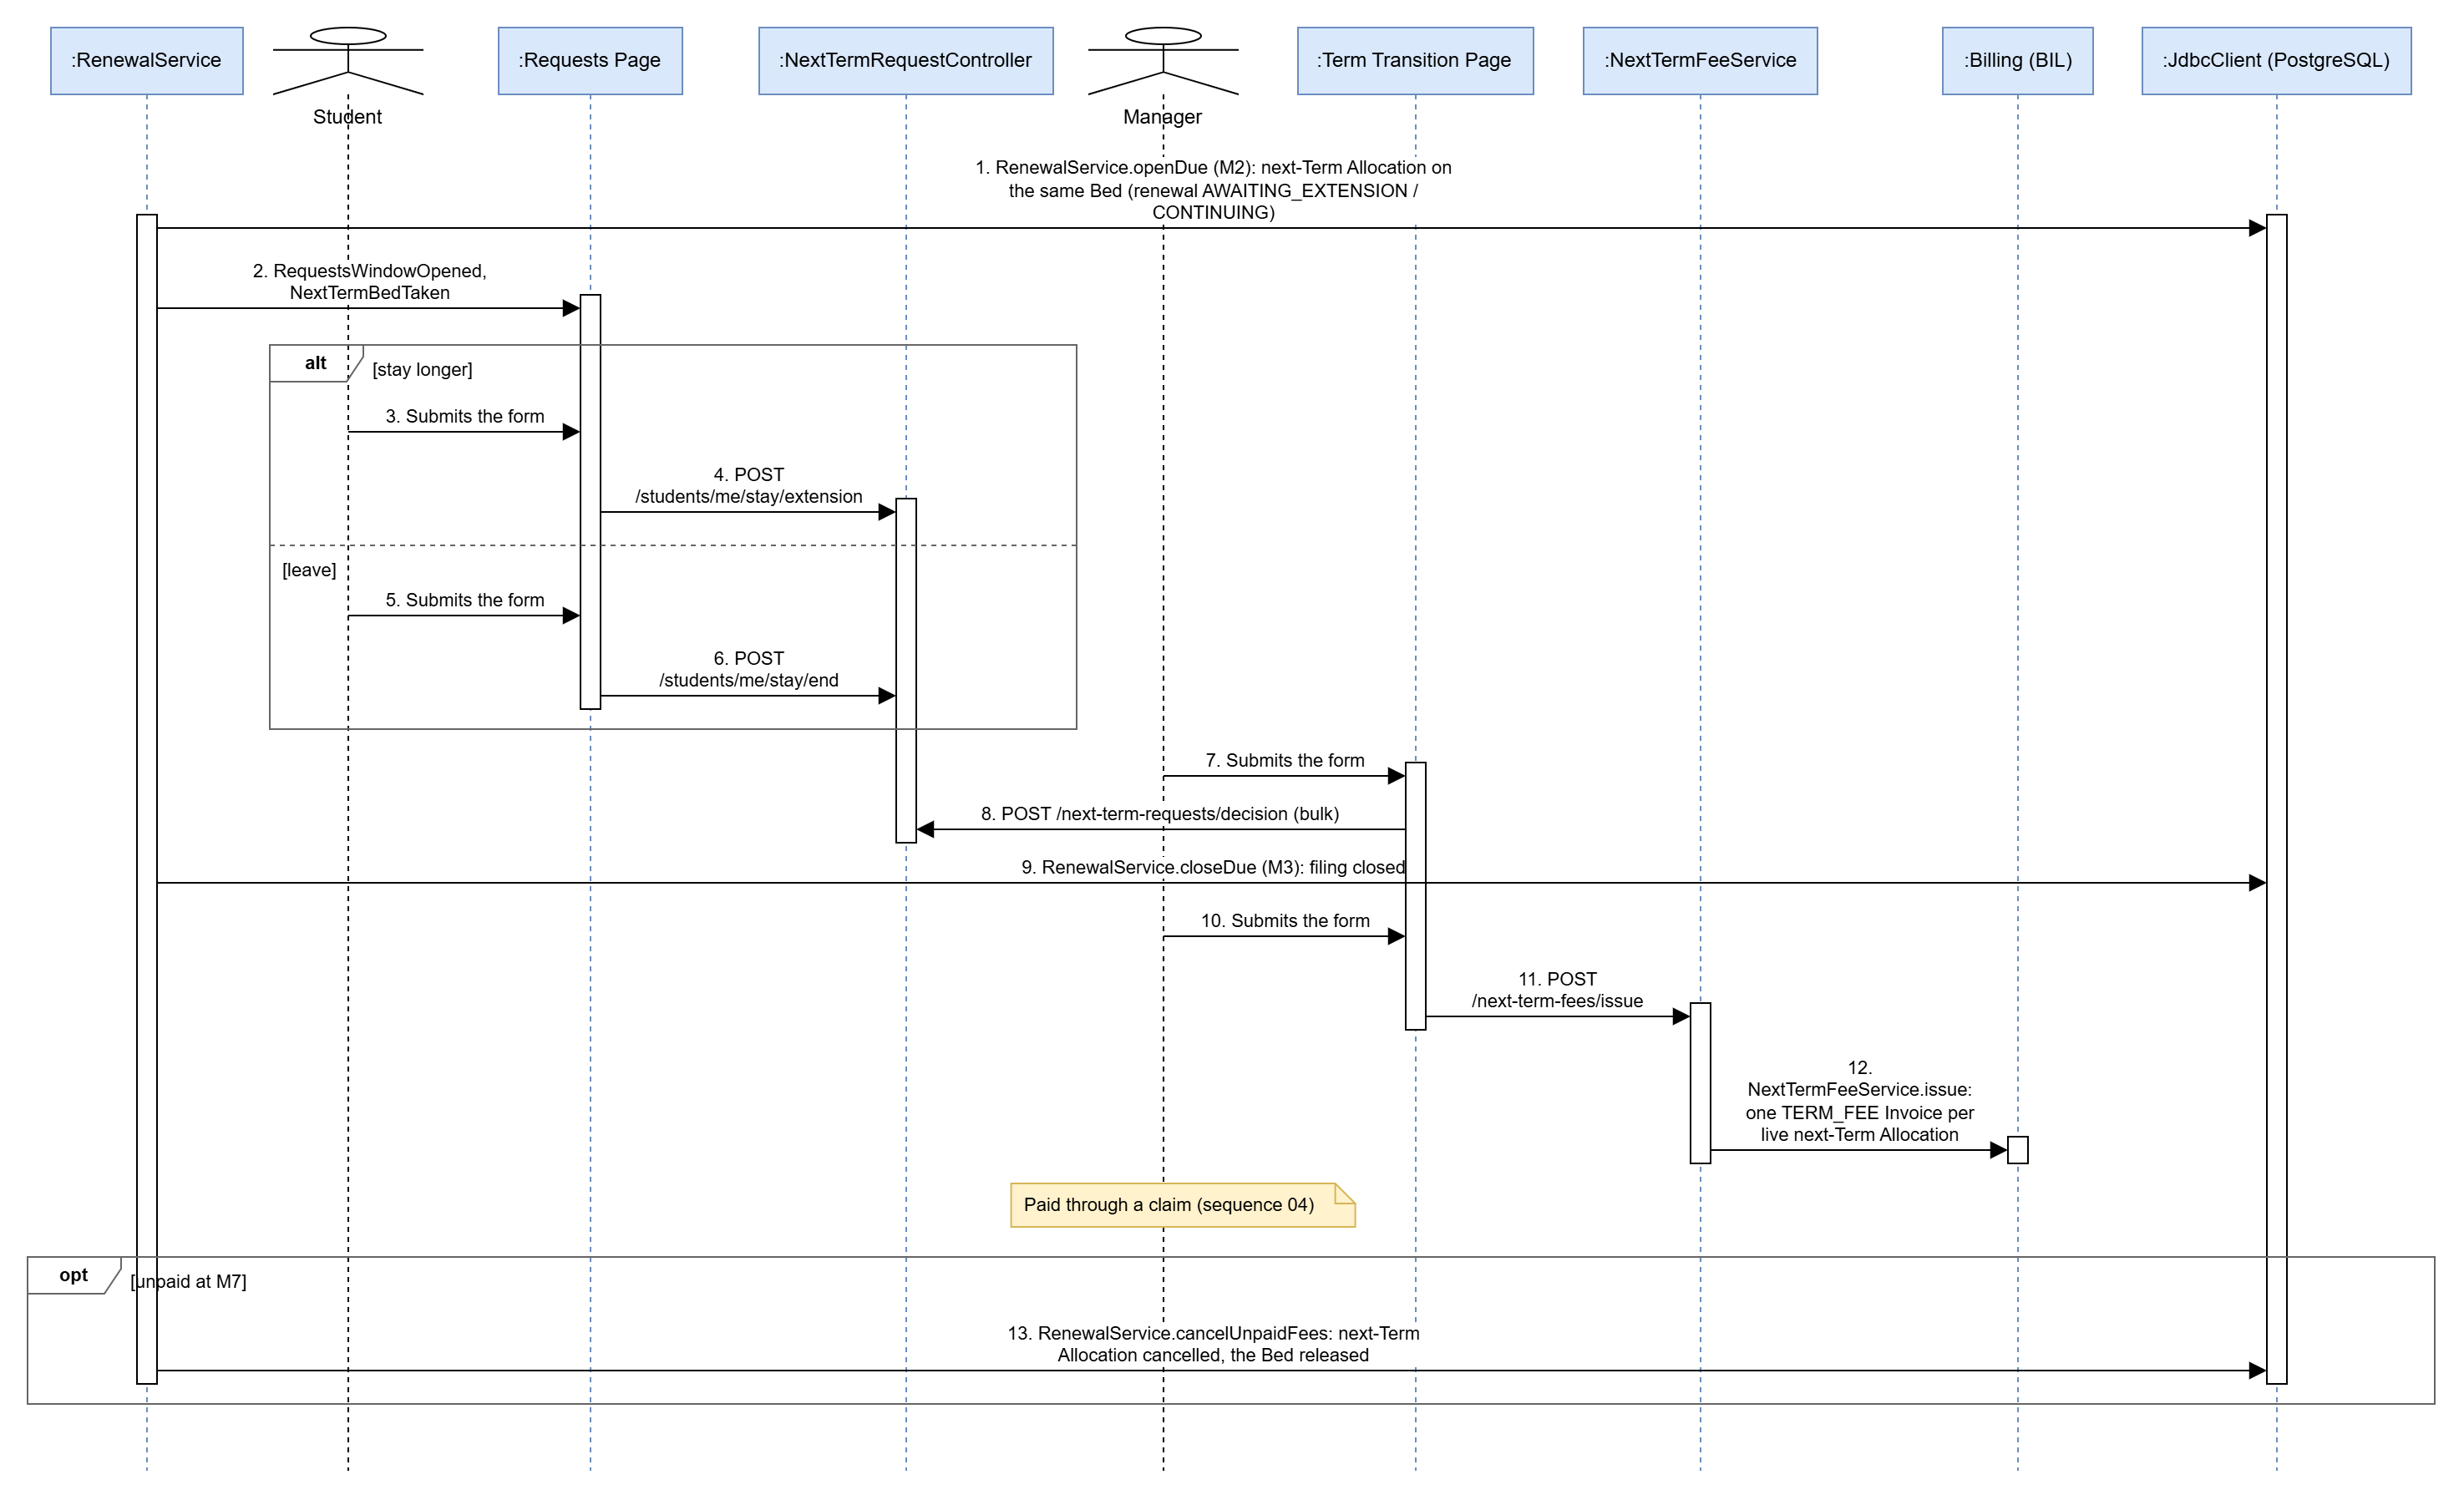 :RenewalService
Student
:Requests Page
:NextTermRequestController
Manager
:Term Transition Page
:NextTermFeeService
:Billing (BIL)
:JdbcClient (PostgreSQL)
1. RenewalService.openDue (M2): next-Term Allocation on
the same Bed (renewal AWAITING_EXTENSION /
CONTINUING)
2. RequestsWindowOpened,
NextTermBedTaken
alt
[stay longer]
3. Submits the form
4. POST
/students/me/stay/extension
[leave]
5. Submits the form
6. POST
/students/me/stay/end
7. Submits the form
8. POST /next-term-requests/decision (bulk)
9. RenewalService.closeDue (M3): filing closed
10. Submits the form
11. POST
/next-term-fees/issue
12.
NextTermFeeService.issue:
one TERM_FEE Invoice per
live next-Term Allocation
Paid through a claim (sequence 04)
opt
[unpaid at M7]
13. RenewalService.cancelUnpaidFees: next-Term
Allocation cancelled, the Bed released